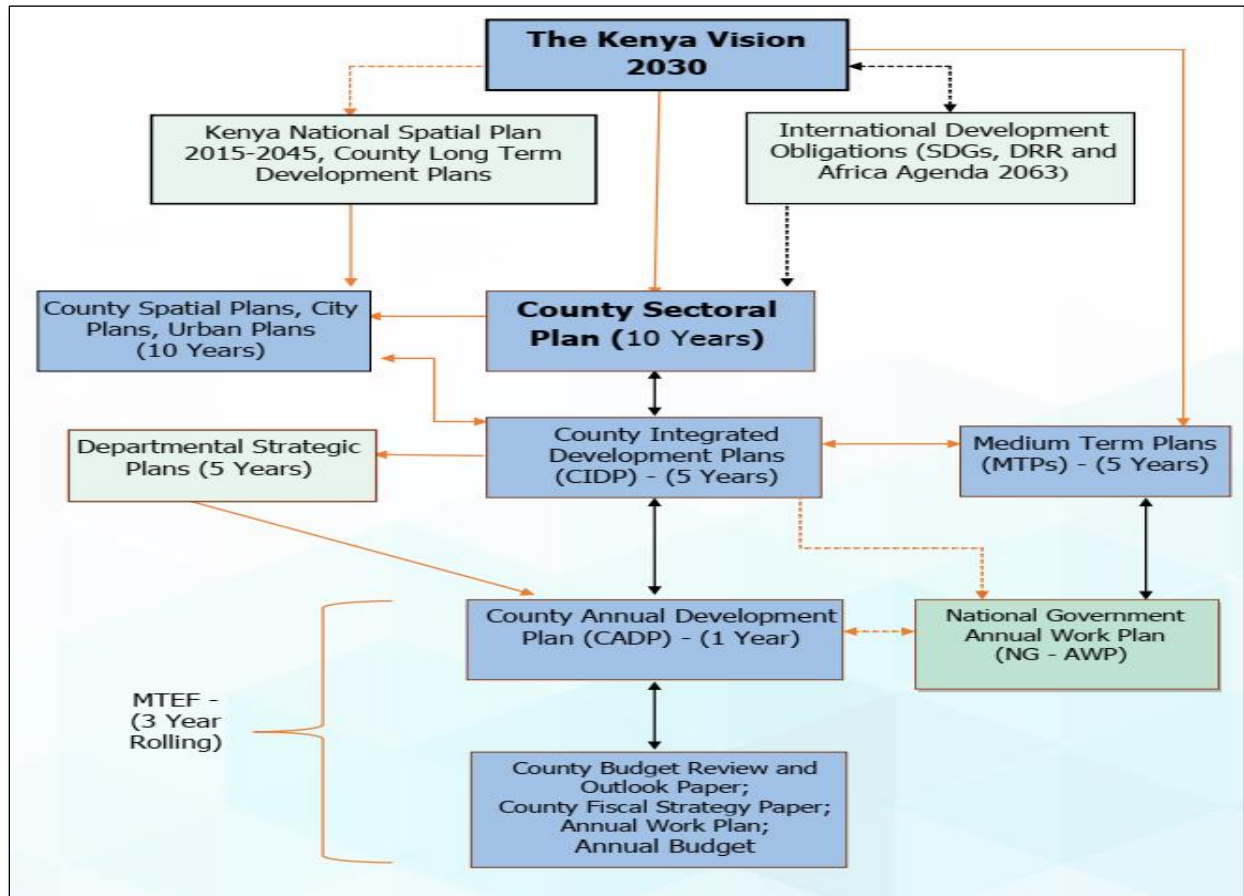 The Kenya Vision
2030
Kenya National Spatial Plan
2015-2045, County Long Term
Development Plans
International Development
Obligations (SDGs, DRR and
Africa Agenda 2063)
County Spatial Plans, City
Plans, Urban Plans
(10 Years)
County Sectoral
Plan (10 Years)
Departmental Strategic
Plans (5 Years)
County Integrated
Development Plans
(CIDP) - (5 Years)
Medium Term Plans
(MTPs) - (5 Years)
County Annual Development
Plan (CADP) - (1 Year)
National Government
Annual Work Plan
(NG - AWP)
MTEF -
(3 Year
Rolling)
County Budget Review and
Outlook Paper;
County Fiscal Strategy Paper;
Annual Work Plan;
Annual Budget